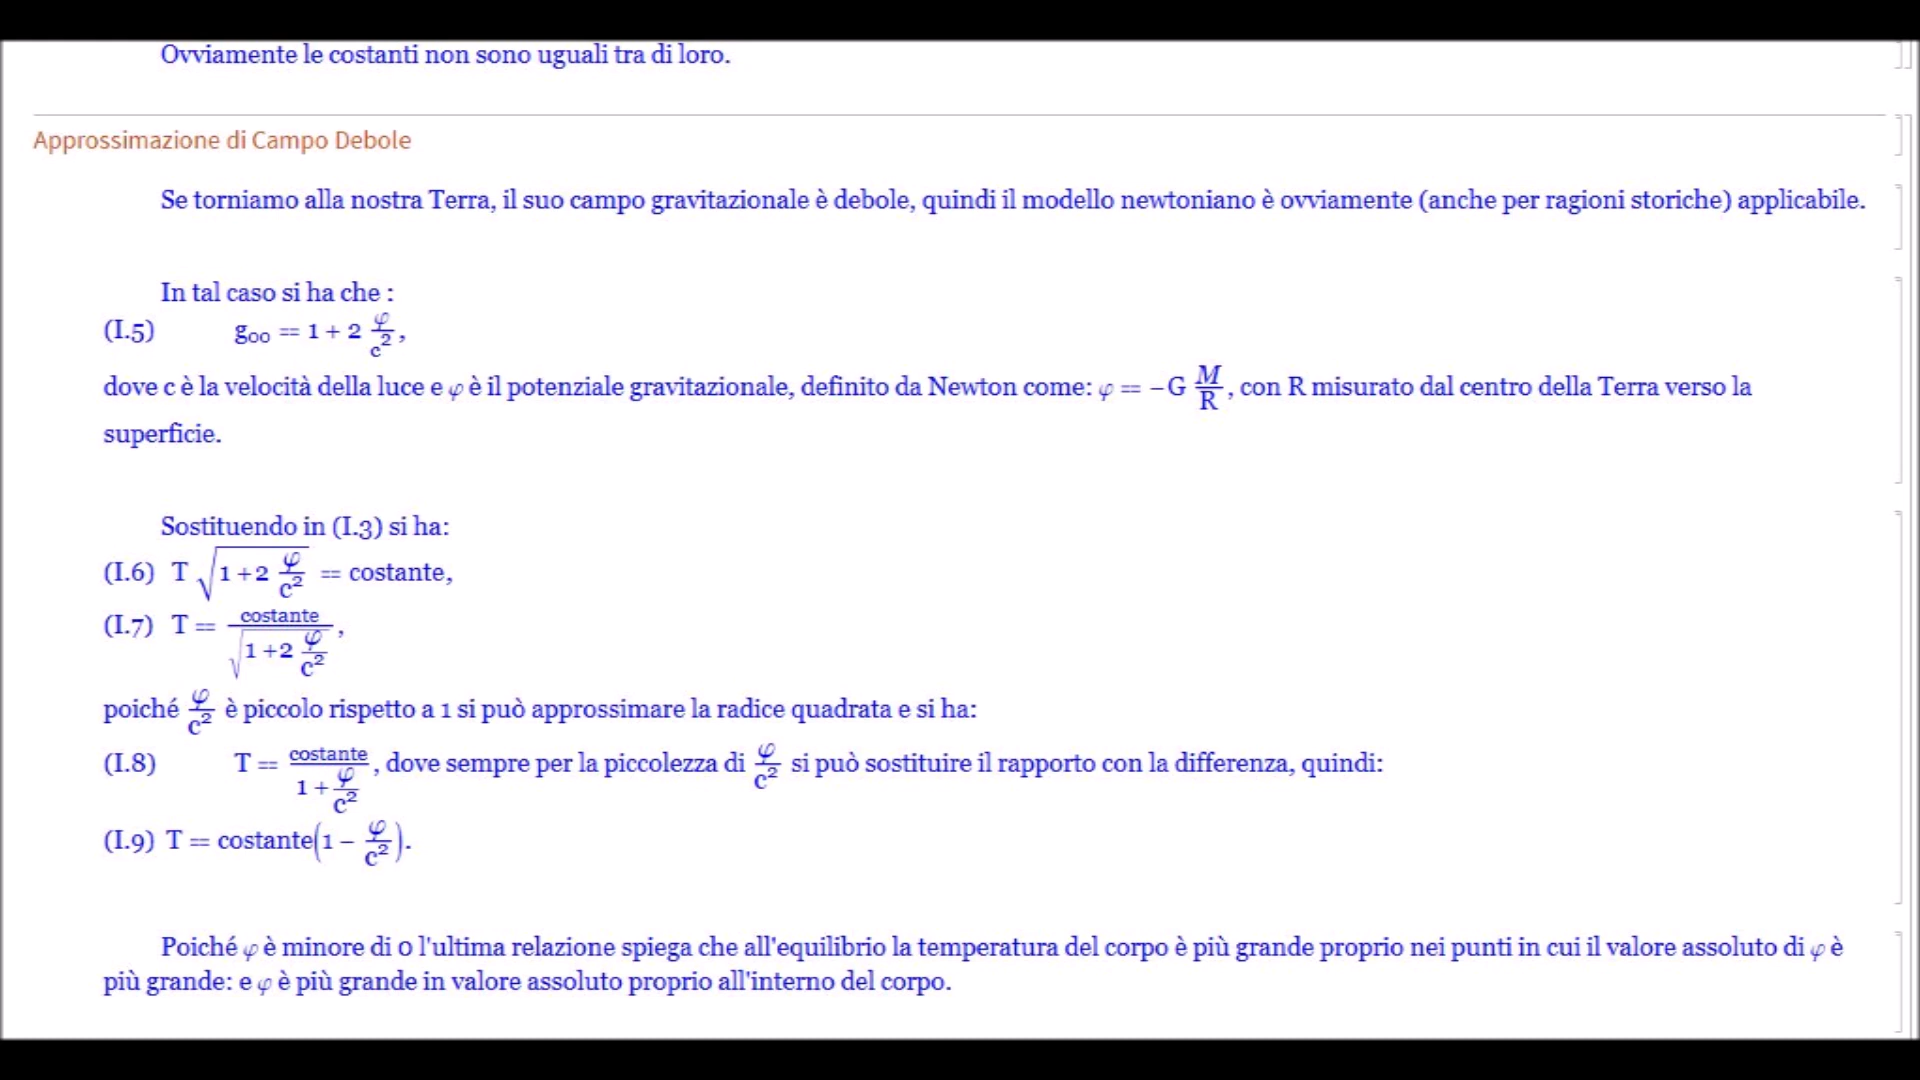 Ovviamente le costanti non sono uguali tra di loro.
Approssimazione di Campo Debole
Se torniamo alla nostra Terra, il suo campo gravitazionale è debole, quindi il modello newtoniano è ovviamente (anche per ragioni storiche) applicabile.
In tal caso si ha che :
(I.5) g₀₀ == 1 + 2 φ/c²,
dove c è la velocità della luce e φ è il potenziale gravitazionale, definito da Newton come: φ == −G M/R, con R misurato dal centro della Terra verso la
superficie.
Sostituendo in (I.3) si ha:
(I.6) T √(1 + 2 φ/c²) == costante,
(I.7) T == costante/√(1 + 2 φ/c²),
poiché φ/c² è piccolo rispetto a 1 si può approssimare la radice quadrata e si ha:
(I.8) T == costante/(1 + φ/c²), dove sempre per la piccolezza di φ/c² si può sostituire il rapporto con la differenza, quindi:
(I.9) T == costante(1 − φ/c²).
Poiché φ è minore di 0 l'ultima relazione spiega che all'equilibrio la temperatura del corpo è più grande proprio nei punti in cui il valore assoluto di φ è
più grande: e φ è più grande in valore assoluto proprio all'interno del corpo.